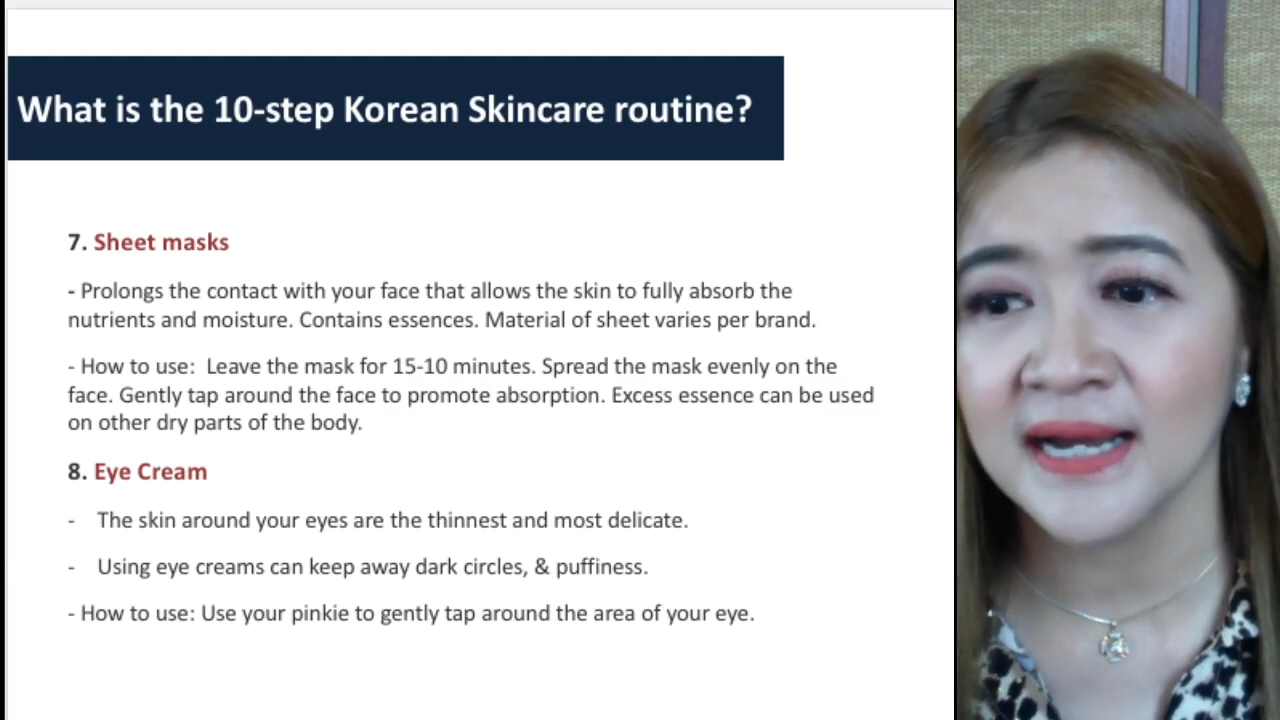 What is the 10-step Korean Skincare routine?
7. Sheet masks
- Prolongs the contact with your face that allows the skin to fully absorb the
nutrients and moisture. Contains essences. Material of sheet varies per brand.
- How to use:  Leave the mask for 15-10 minutes. Spread the mask evenly on the
face. Gently tap around the face to promote absorption. Excess essence can be used
on other dry parts of the body.
8. Eye Cream
- The skin around your eyes are the thinnest and most delicate.
- Using eye creams can keep away dark circles, & puffiness.
- How to use: Use your pinkie to gently tap around the area of your eye.